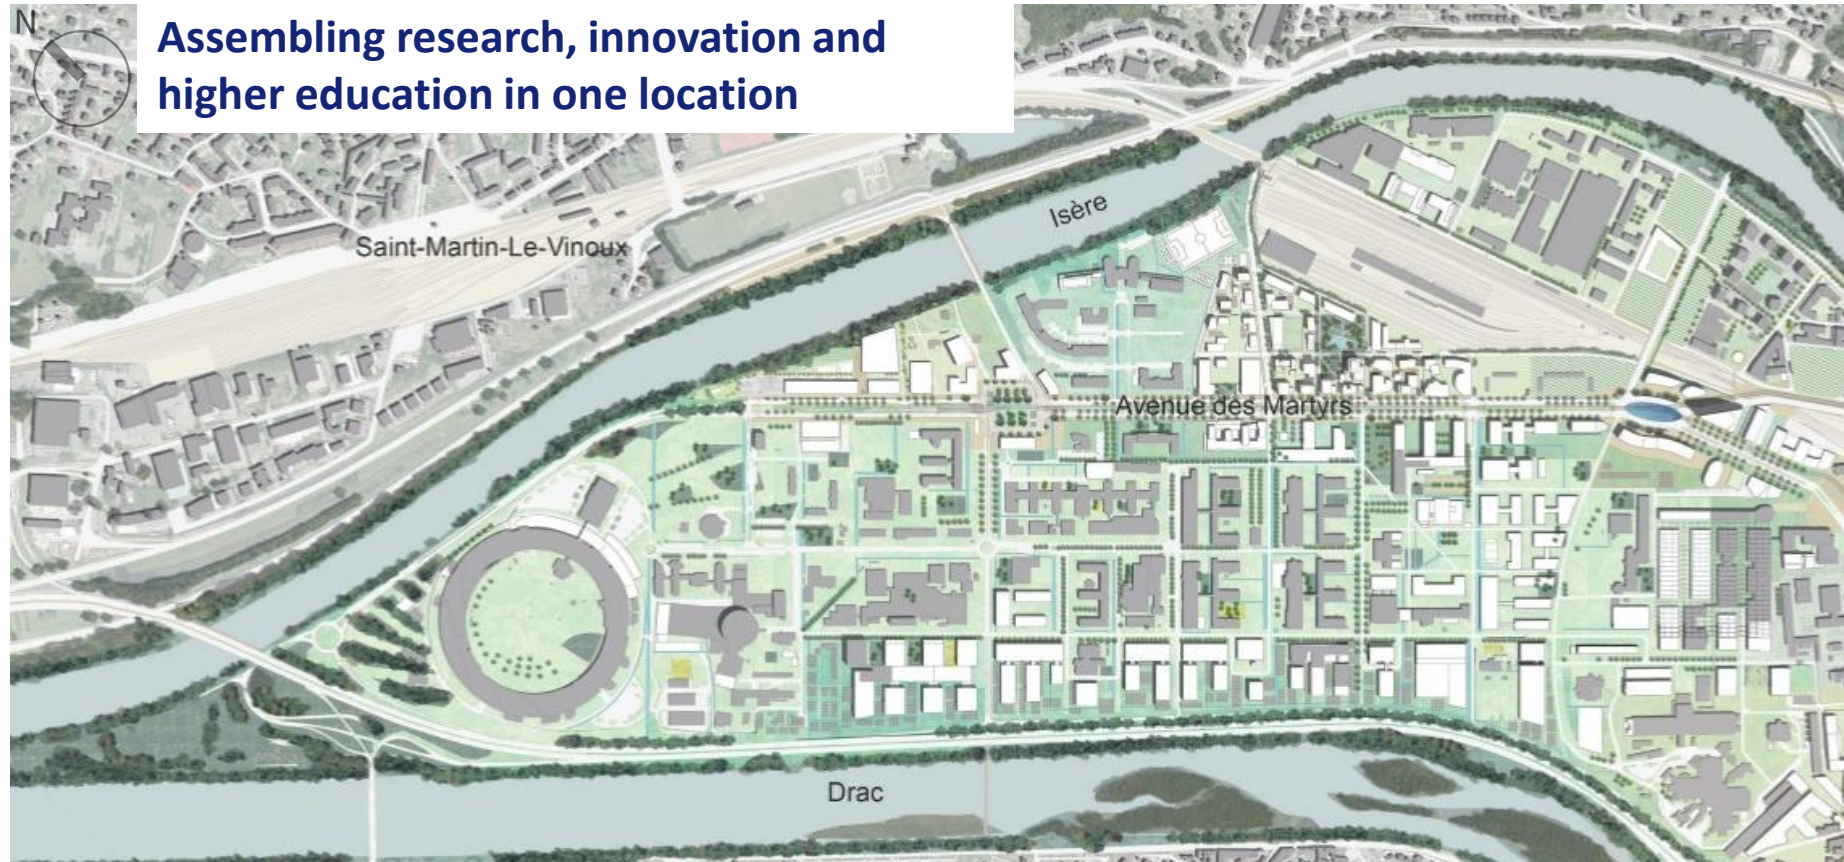 N
Assembling research, innovation and
higher education in one location
Isère
Saint-Martin-Le-Vinoux
Avenue des Martyrs
Drac